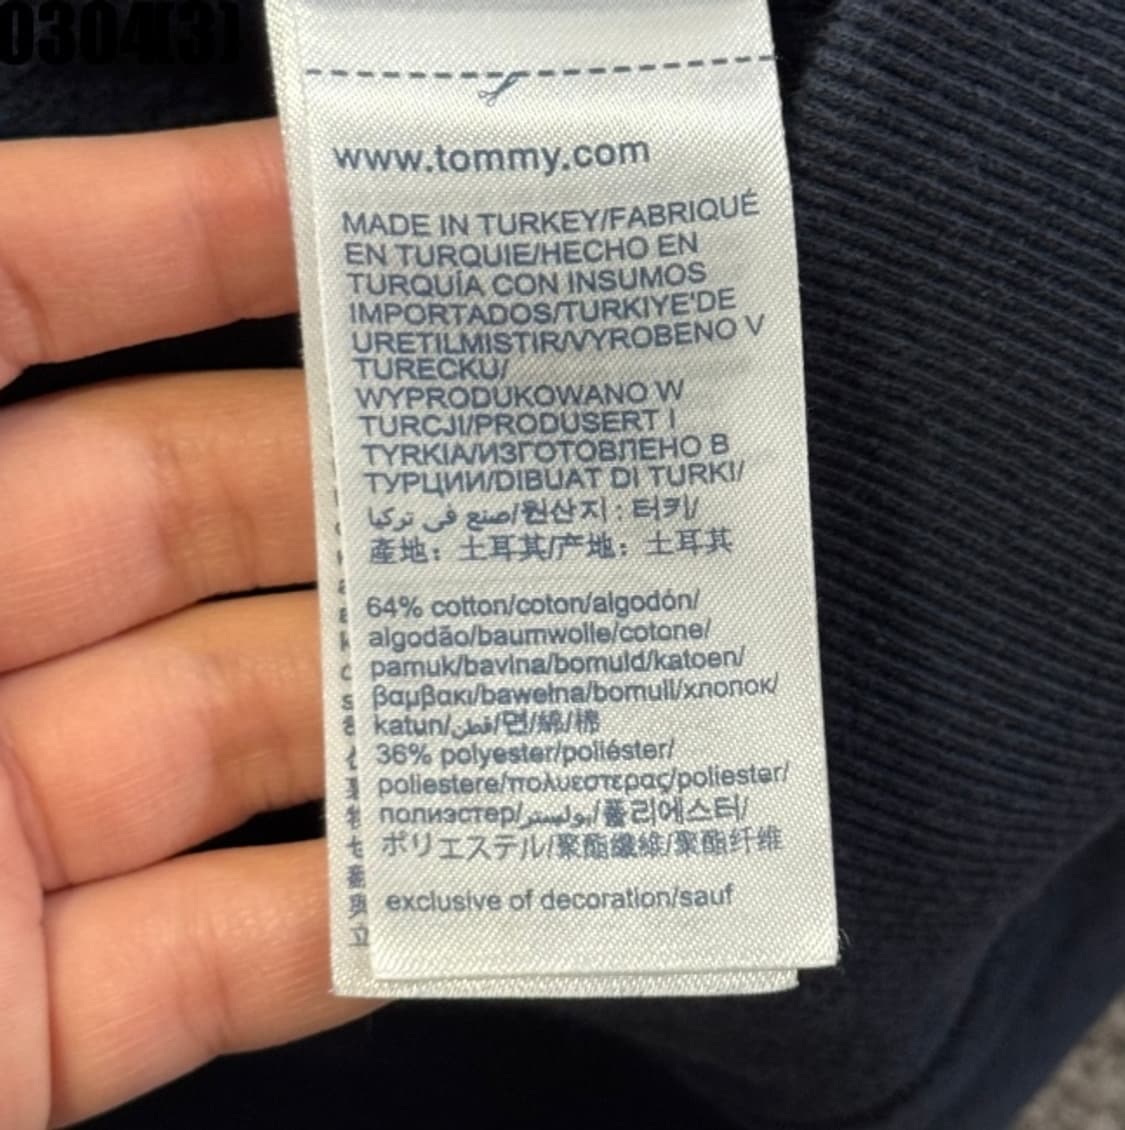 0304(3)
www.tommy.com
MADE IN TURKEY/FABRIQUÉ
EN TURQUIE/HECHO EN
TURQUÍA CON INSUMOS
IMPORTADOS/TURKIYE'DE
URETILMISTIR/VYROBENO V
TURECKU/
WYPRODUKOWANO W
TURCJI/PRODUSERT I
TYRKIA/ИЗГОТОВЛЕНО В
ТУРЦИИ/DIBUAT DI TURKI/
صنع في تركيا/원산지 : 터키/
產地：土耳其/产地：土耳其
64% cotton/coton/algodón/
algodão/baumwolle/cotone/
pamuk/bavlna/bomuld/katoen/
βαμβακι/bawełna/bomull/хлопок/
katun/قطن/면/綿/棉
36% polyester/poliéster/
poliestere/πολυεστερας/poliester/
полиэстер/بوليستر/폴리에스터/
ポリエステル/聚酯纖維/聚酯纤维
exclusive of decoration/sauf